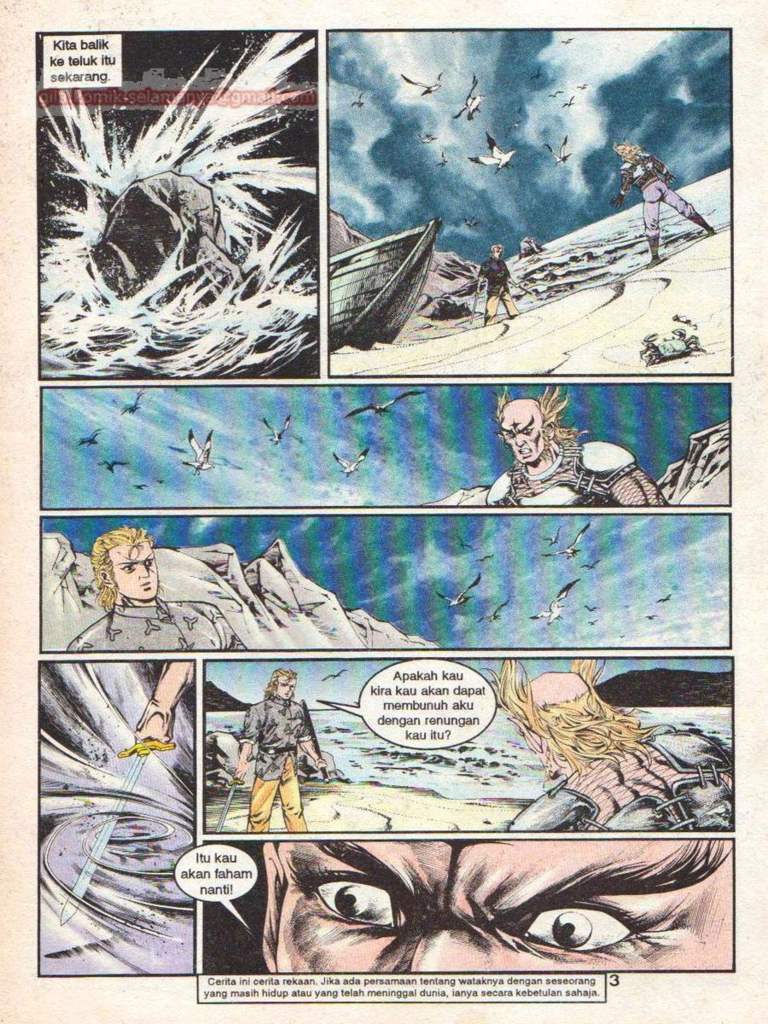 Kita balik
ke teluk itu
sekarang.
Apakah kau
kira kau akan dapat
membunuh aku
dengan renungan
kau itu?
Itu kau
akan faham
nanti!
Cerita ini cerita rekaan. Jika ada persamaan tentang wataknya dengan seseorang
yang masih hidup atau yang telah meninggal dunia, ianya secara kebetulan sahaja.
3